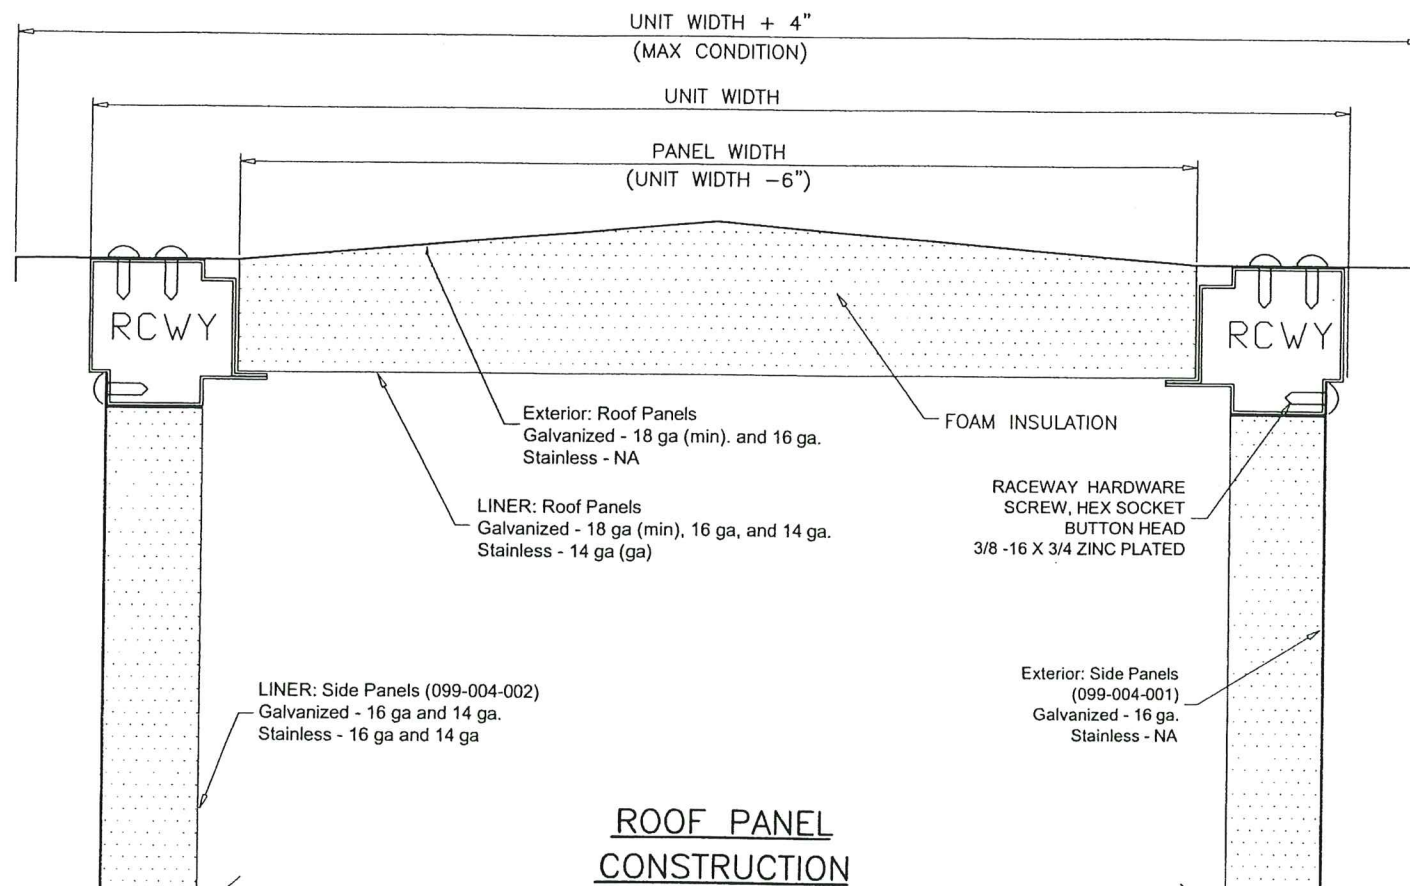 UNIT WIDTH + 4"
(MAX CONDITION)
UNIT WIDTH
PANEL WIDTH
(UNIT WIDTH -6")
RCWY
RCWY
Exterior: Roof Panels
Galvanized - 18 ga (min). and 16 ga.
Stainless - NA
FOAM INSULATION
LINER: Roof Panels
Galvanized - 18 ga (min), 16 ga, and 14 ga.
Stainless - 14 ga (ga)
RACEWAY HARDWARE
SCREW, HEX SOCKET
BUTTON HEAD
3/8 -16 X 3/4 ZINC PLATED
LINER: Side Panels (099-004-002)
Galvanized - 16 ga and 14 ga.
Stainless - 16 ga and 14 ga
Exterior: Side Panels
(099-004-001)
Galvanized - 16 ga.
Stainless - NA
ROOF PANEL
CONSTRUCTION